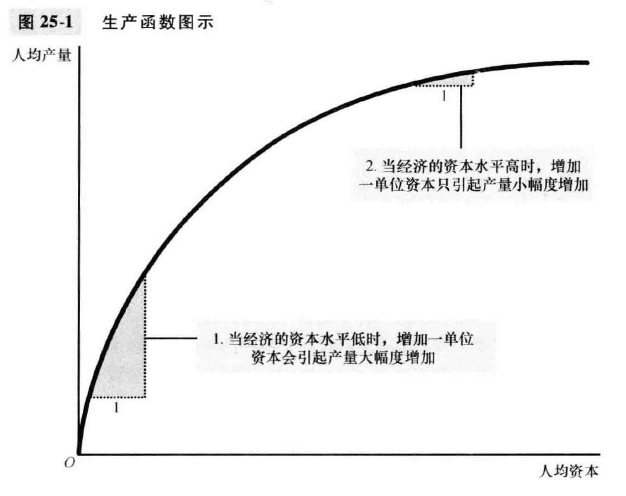 图 25-1 生产函数图示
人均产量
1
2. 当经济的资本水平高时，增加
一单位资本只引起产量小幅度增加
1. 当经济的资本水平低时，增加一单位
资本会引起产量大幅度增加
1
O
人均资本